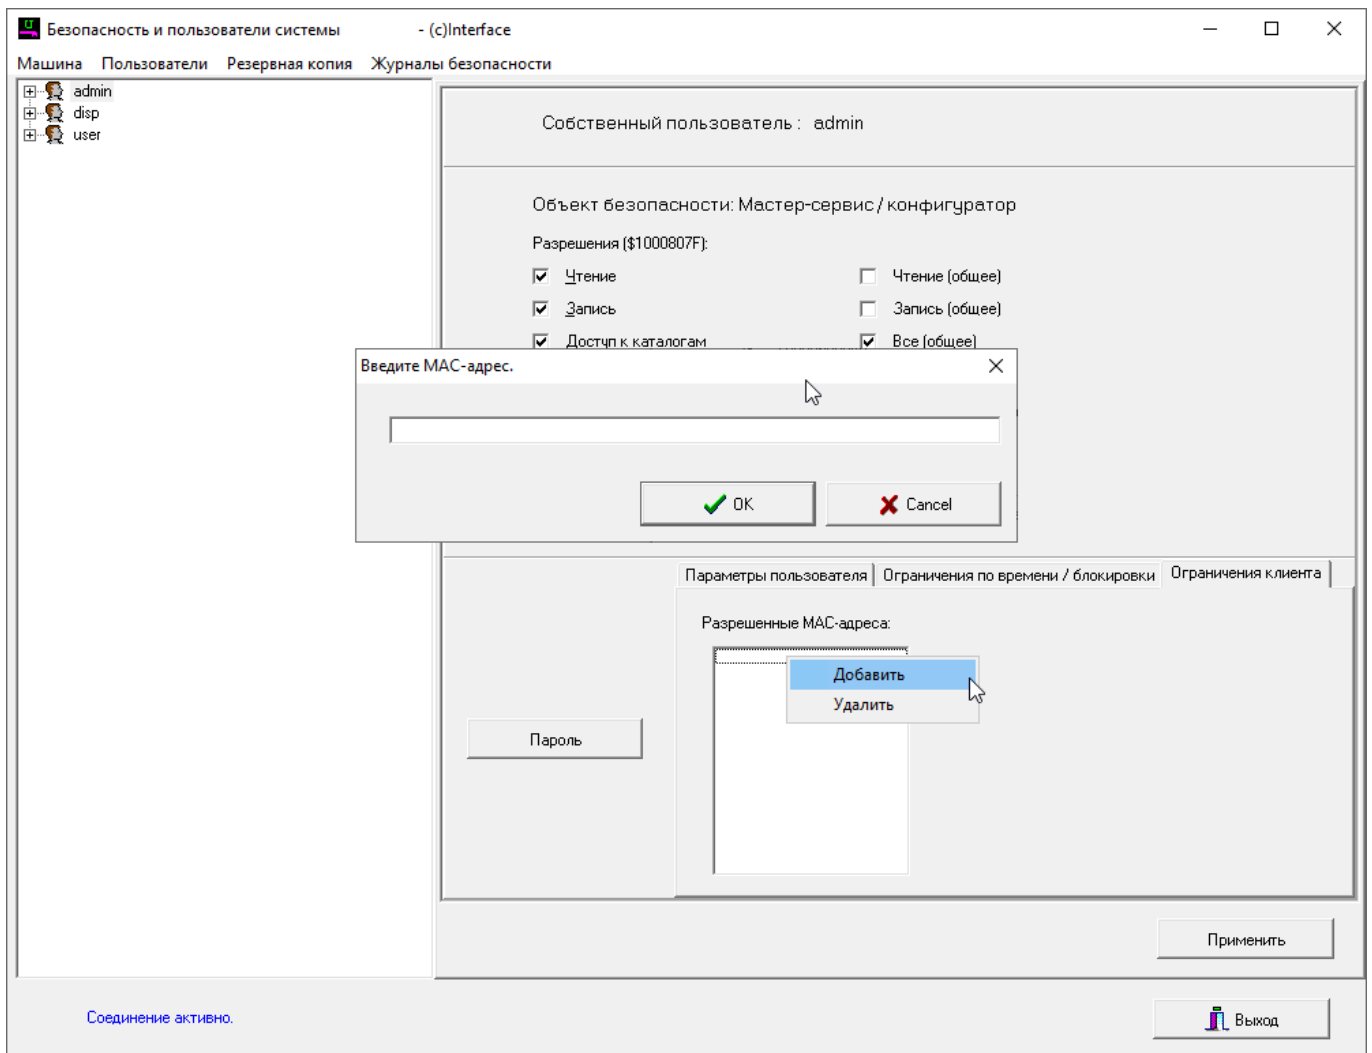 Безопасность и пользователи системы - (c)Interface
Машина Пользователи Резервная копия Журналы безопасности
admin
disp
user
Собственный пользователь : admin
Объект безопасности: Мастер-сервис / конфигуратор
Разрешения ($1000807F):
Чтение
Чтение (общее)
Запись
Запись (общее)
Доступ к каталогам
Все (общее)
Введите MAC-адрес.
OK
Cancel
Параметры пользователя
Ограничения по времени / блокировки
Ограничения клиента
Разрешенные MAC-адреса:
Добавить
Удалить
Пароль
Применить
Соединение активно.
Выход